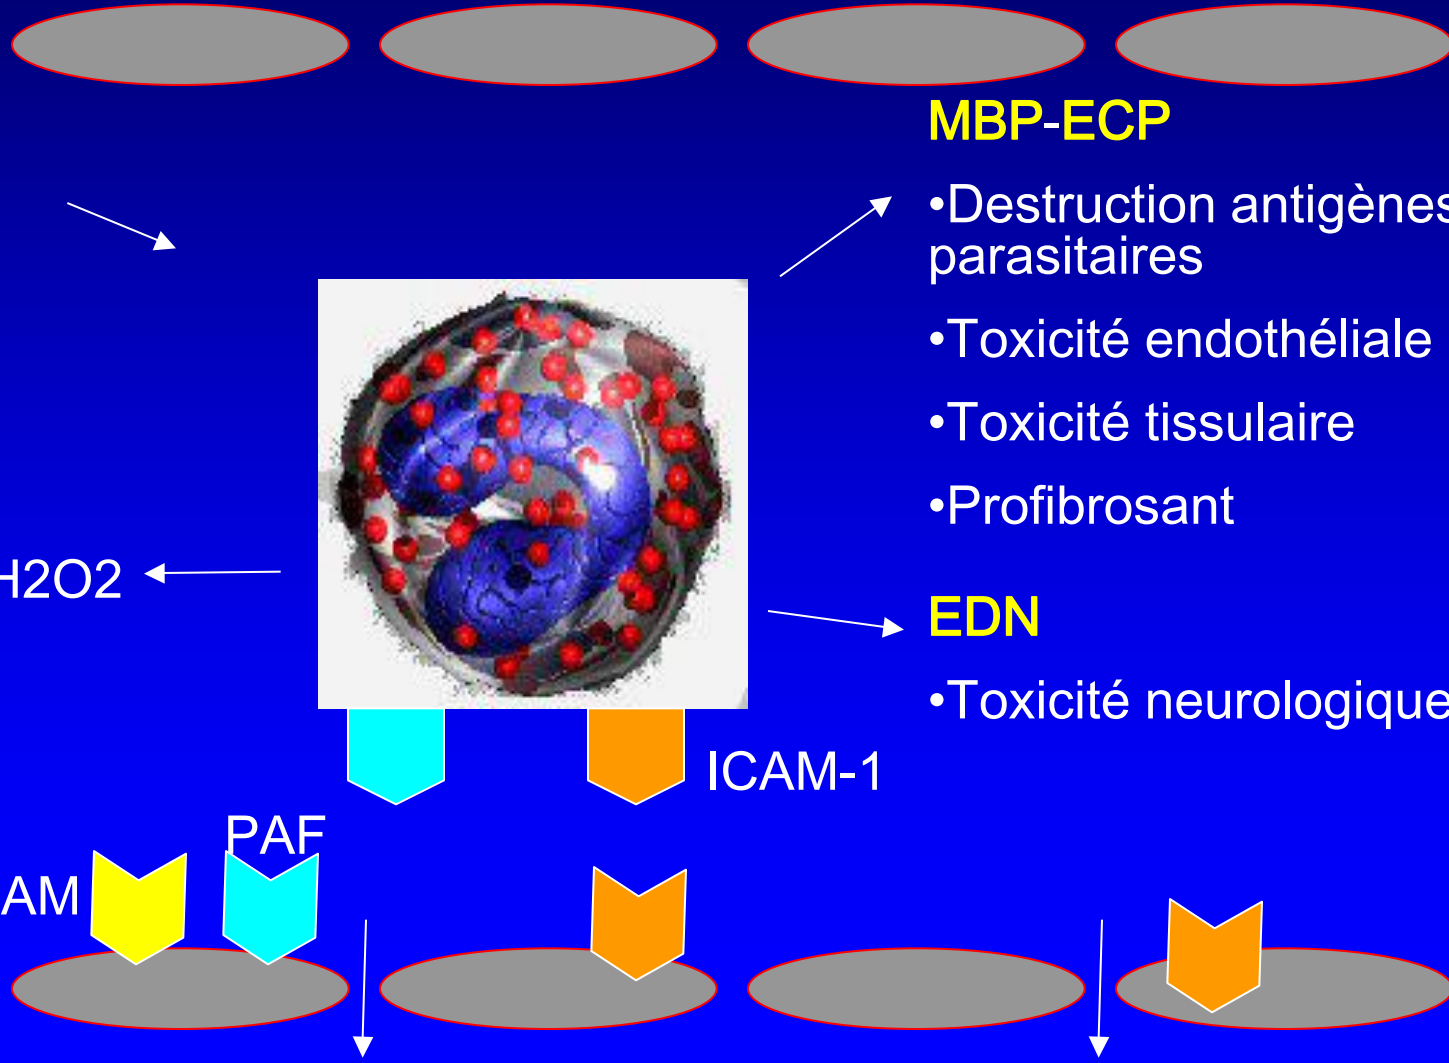 MBP-ECP
•Destruction antigènes
parasitaires
•Toxicité endothéliale
•Toxicité tissulaire
•Profibrosant
H2O2
EDN
•Toxicité neurologique
ICAM-1
PAF
AM